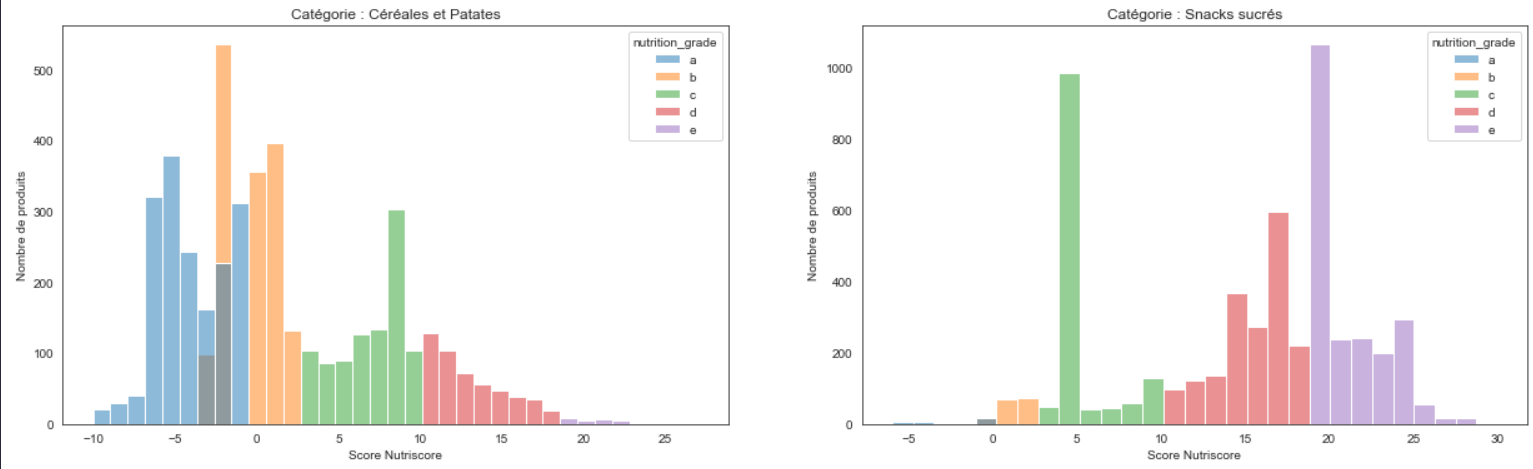 Catégorie : Céréales et Patates
nutrition_grade
a
b
c
d
e
500
400
300
200
100
0
Nombre de produits
−10 −5 0 5 10 15 20 25
Score Nutriscore
Catégorie : Snacks sucrés
nutrition_grade
a
b
c
d
e
1000
800
600
400
200
0
Nombre de produits
−5 0 5 10 15 20 25 30
Score Nutriscore